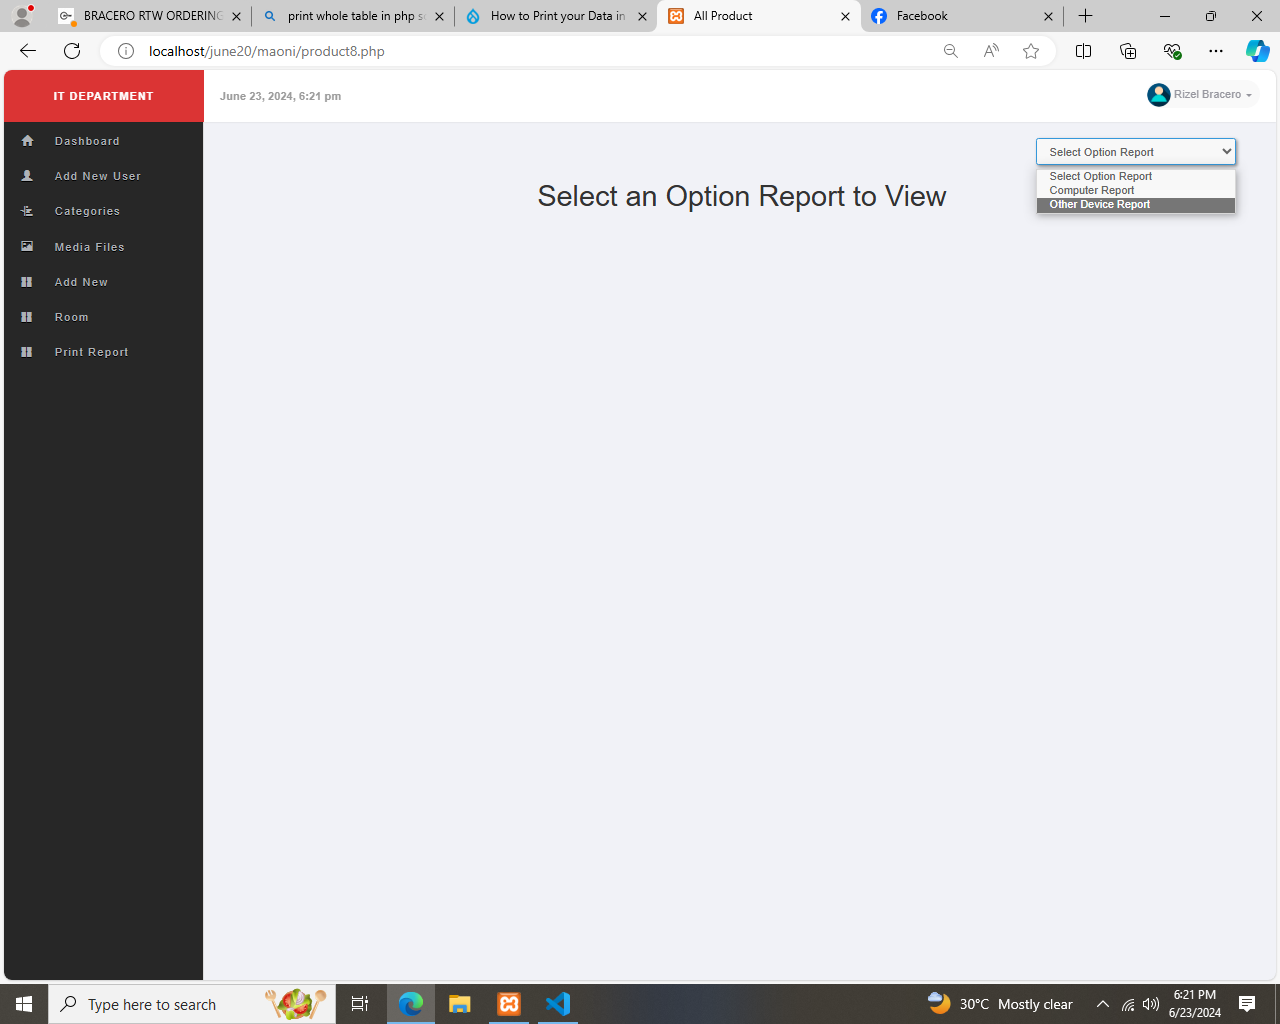 BRACERO RTW ORDERING
print whole table in php so
How to Print your Data in
All Product
Facebook
localhost/june20/maoni/product8.php
IT DEPARTMENT
June 23, 2024, 6:21 pm
Rizel Bracero
Dashboard
Add New User
Categories
Media Files
Add New
Room
Print Report
Select Option Report
Select Option Report
Computer Report
Other Device Report
Select an Option Report to View
Type here to search
30°C Mostly clear
6:21 PM
6/23/2024